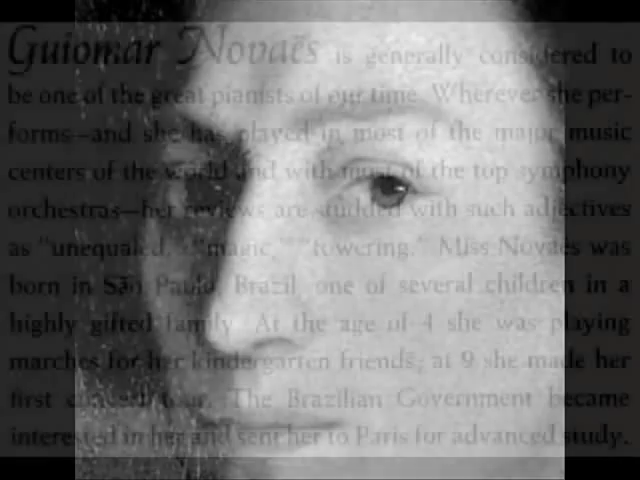 Guiomar Novaës is generally considered to
be one of the great pianists of our time. Wherever she per-
forms—and she has played in most of the major music
centers of the world and with most of the top symphony
orchestras—her reviews are studded with such adjectives
as "unequaled," "magic," "towering." Miss Novaës was
born in São Paulo, Brazil, one of several children in a
highly gifted family. At the age of 4 she was playing
marches for her kindergarten friends; at 9 she made her
first concert tour. The Brazilian Government became
interested in her and sent her to Paris for advanced study.